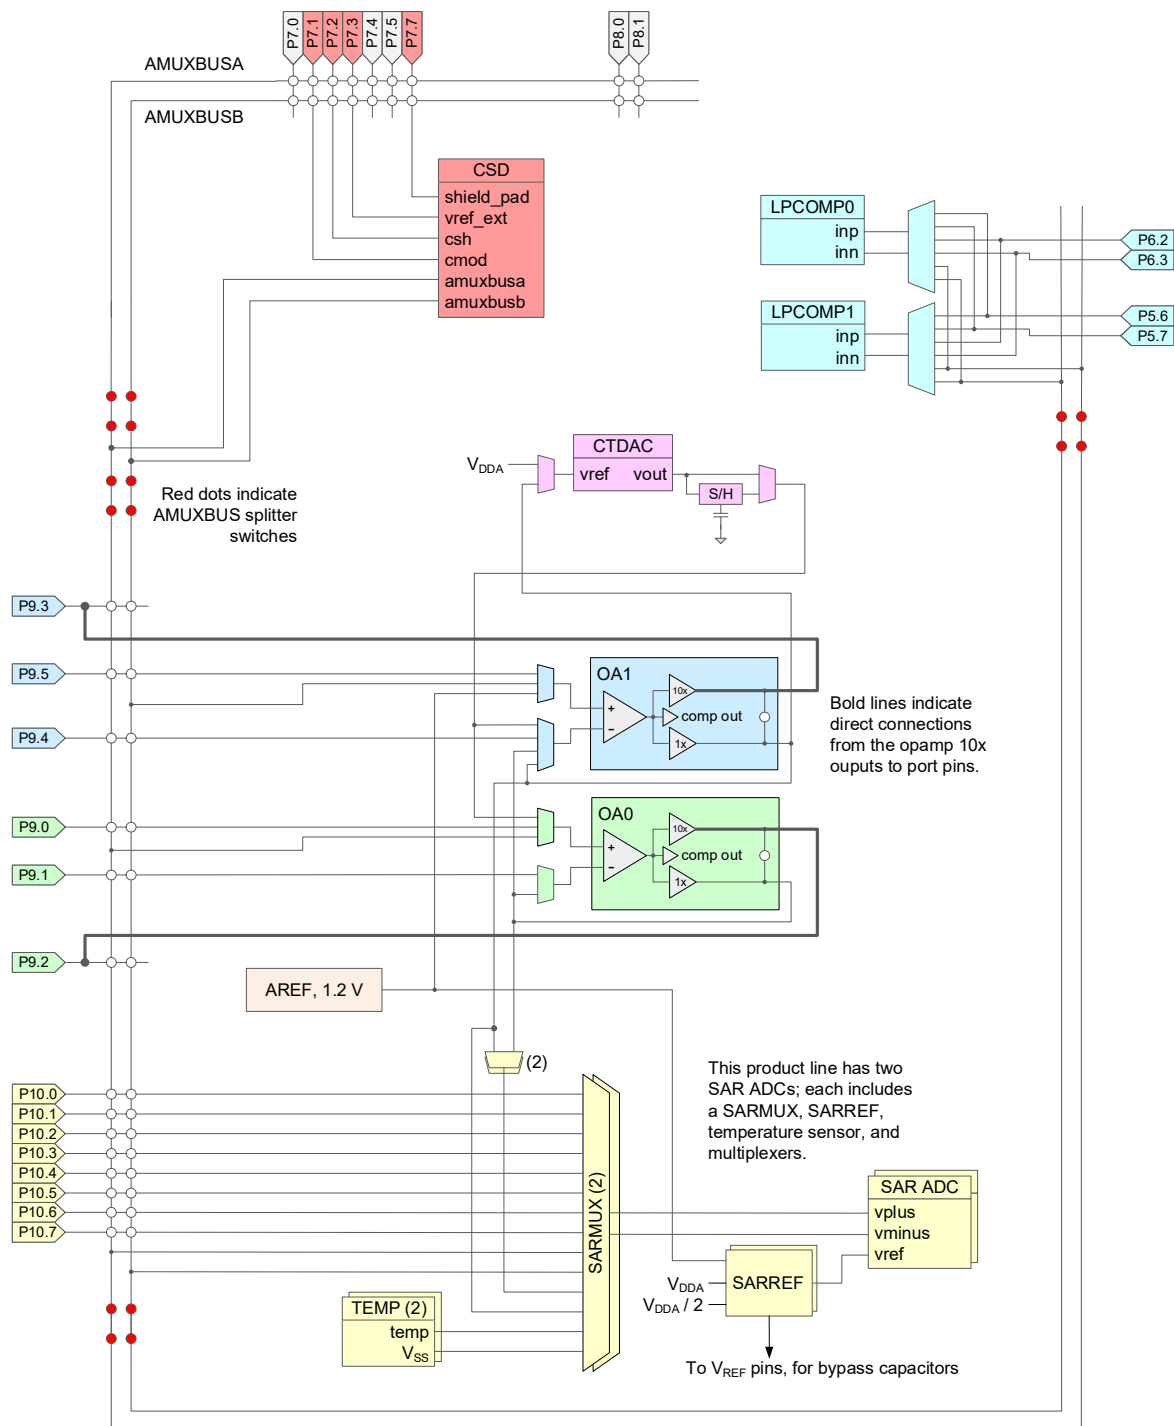 P7.0
P7.1
P7.2
P7.3
P7.4
P7.5
P7.7
P8.0
P8.1
AMUXBUSA
AMUXBUSB
CSD
shield_pad
vref_ext
csh
cmod
amuxbusa
amuxbusb
LPCOMP0
inp
inn
P6.2
P6.3
LPCOMP1
inp
inn
P5.6
P5.7
CTDAC
VDDA
vref vout
S/H
Red dots indicate
AMUXBUS splitter
switches
P9.3
P9.5
P9.4
OA1
+
−
10x
comp out
1x
Bold lines indicate
direct connections
from the opamp 10x
ouputs to port pins.
P9.0
P9.1
P9.2
OA0
+
−
10x
comp out
1x
AREF, 1.2 V
(2)
This product line has two
SAR ADCs; each includes
a SARMUX, SARREF,
temperature sensor, and
multiplexers.
P10.0
P10.1
P10.2
P10.3
P10.4
P10.5
P10.6
P10.7
SARMUX (2)
SAR ADC
vplus
vminus
vref
SARREF
VDDA
VDDA / 2
TEMP (2)
temp
VSS
To VREF pins, for bypass capacitors